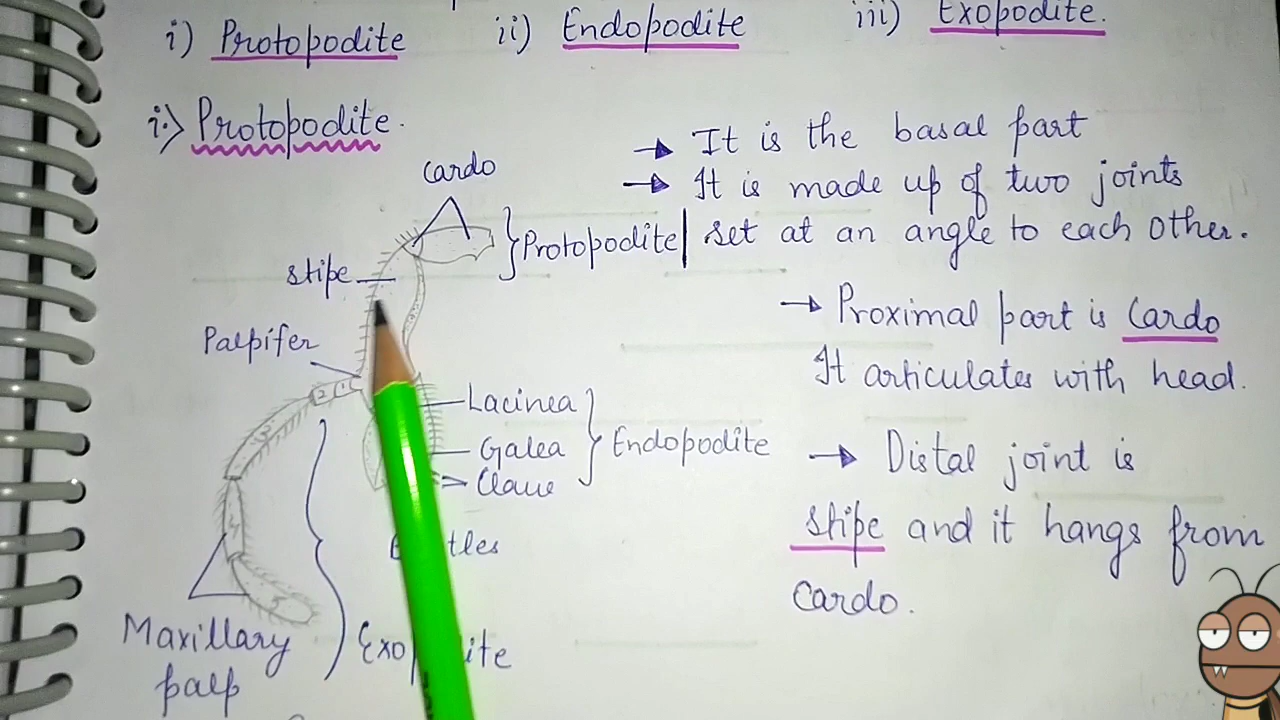 i) Protopodite ii) Endopodite iii) Exopodite.
i.> Protopodite.
→ It is the basal part
→ It is made up of two joints
set at an angle to each other.
→ Proximal part is Cardo
It articulates with head.
→ Distal joint is
stipe and it hangs from
cardo.
cardo
Protopodite
stipe
Palpifer
Lacinea
Galea
Endopodite
Maxillary
palp